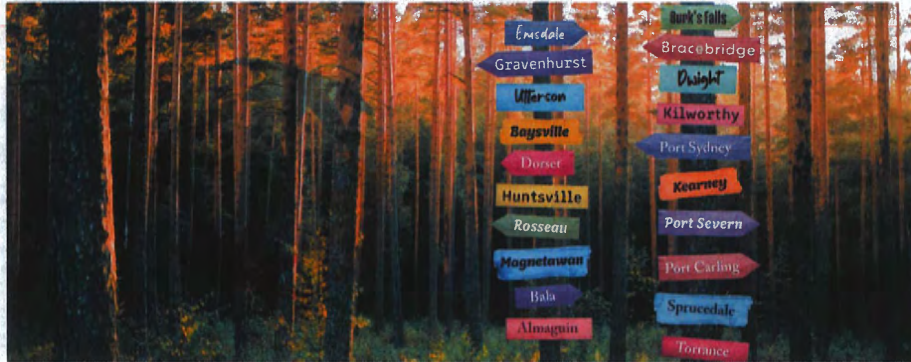 Emsdale
Gravenhurst
Utterson
Baysville
Dorset
Huntsville
Rosseau
Magnetawan
Bala
Almaguin
Burk's falls
Bracebridge
Dwight
Kilworthy
Port Sydney
Kearney
Port Severn
Port Carling
Sprucedale
Torrance